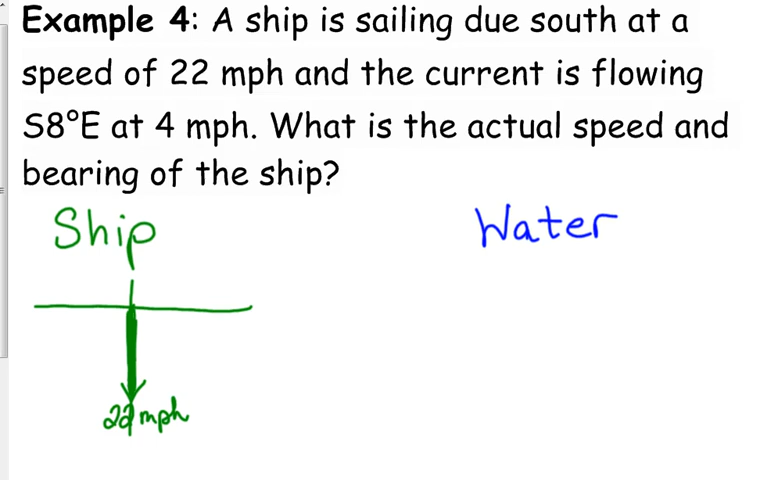 Example 4: A ship is sailing due south at a
speed of 22 mph and the current is flowing
S8°E at 4 mph. What is the actual speed and
bearing of the ship?
Ship
Water
22 mph